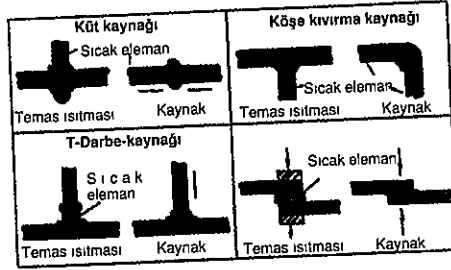 Küt kaynağı
Sıcak eleman
Temas ısıtması
Kaynak
Köşe kıvırma kaynağı
Sıcak eleman
Temas ısıtması
Kaynak
T-Darbe-kaynağı
Sıcak
eleman
Temas ısıtması
Kaynak
Sıcak eleman
Temas ısıtması
Kaynak